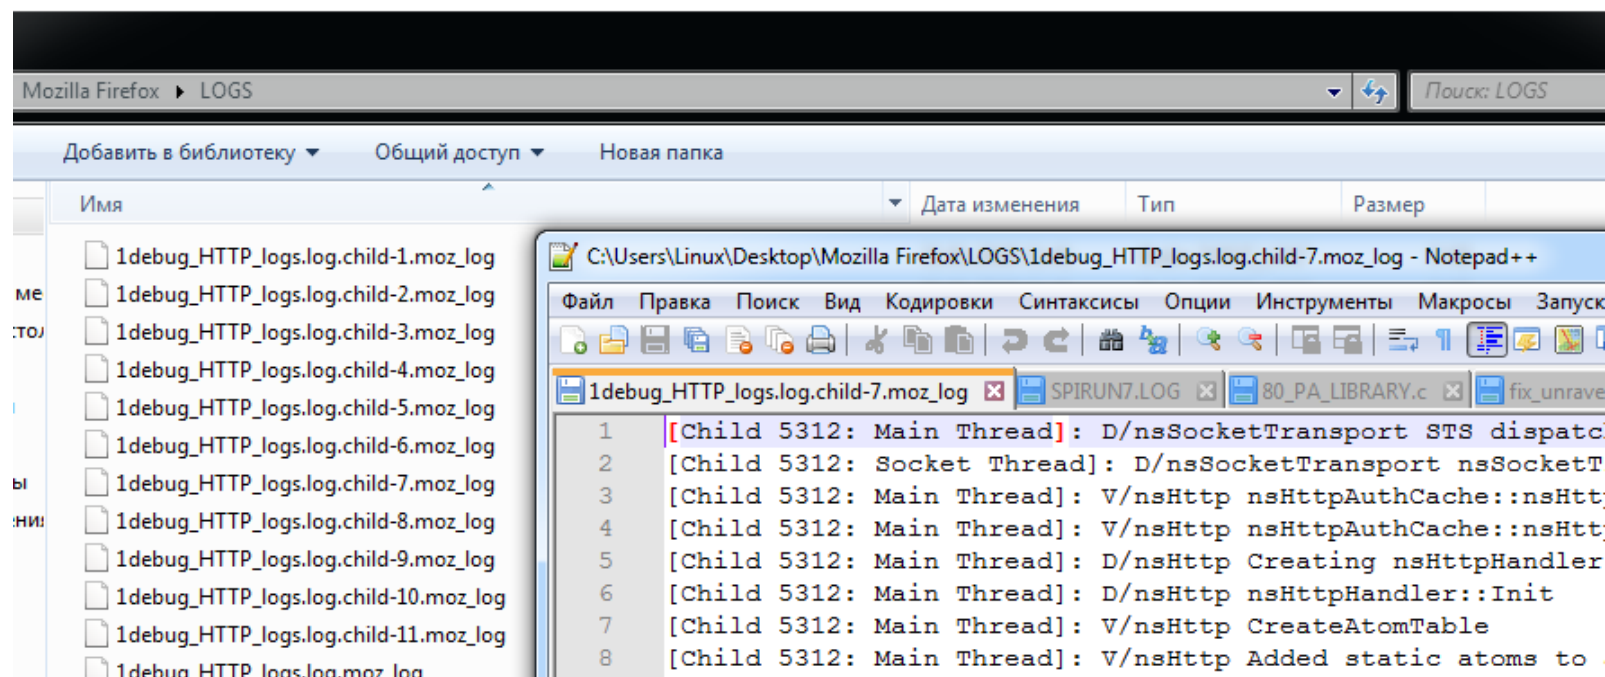 Mozilla Firefox LOGS
Поиск: LOGS
Добавить в библиотеку Общий доступ Новая папка
Имя Дата изменения Тип Размер
1debug_HTTP_logs.log.child-1.moz_log
1debug_HTTP_logs.log.child-2.moz_log
1debug_HTTP_logs.log.child-3.moz_log
1debug_HTTP_logs.log.child-4.moz_log
1debug_HTTP_logs.log.child-5.moz_log
1debug_HTTP_logs.log.child-6.moz_log
1debug_HTTP_logs.log.child-7.moz_log
1debug_HTTP_logs.log.child-8.moz_log
1debug_HTTP_logs.log.child-9.moz_log
1debug_HTTP_logs.log.child-10.moz_log
1debug_HTTP_logs.log.child-11.moz_log
1debug_HTTP_logs.log.moz_log
C:\Users\Linux\Desktop\Mozilla Firefox\LOGS\1debug_HTTP_logs.log.child-7.moz_log - Notepad++
Файл Правка Поиск Вид Кодировки Синтаксисы Опции Инструменты Макросы Запуск
1debug_HTTP_logs.log.child-7.moz_log SPIRUN7.LOG 80_PA_LIBRARY.c fix_unrave
1 [Child 5312: Main Thread]: D/nsSocketTransport STS dispatc
2 [Child 5312: Socket Thread]: D/nsSocketTransport nsSocketT
3 [Child 5312: Main Thread]: V/nsHttp nsHttpAuthCache::nsHtt
4 [Child 5312: Main Thread]: V/nsHttp nsHttpAuthCache::nsHtt
5 [Child 5312: Main Thread]: D/nsHttp Creating nsHttpHandler
6 [Child 5312: Main Thread]: D/nsHttp nsHttpHandler::Init
7 [Child 5312: Main Thread]: V/nsHttp CreateAtomTable
8 [Child 5312: Main Thread]: V/nsHttp Added static atoms to